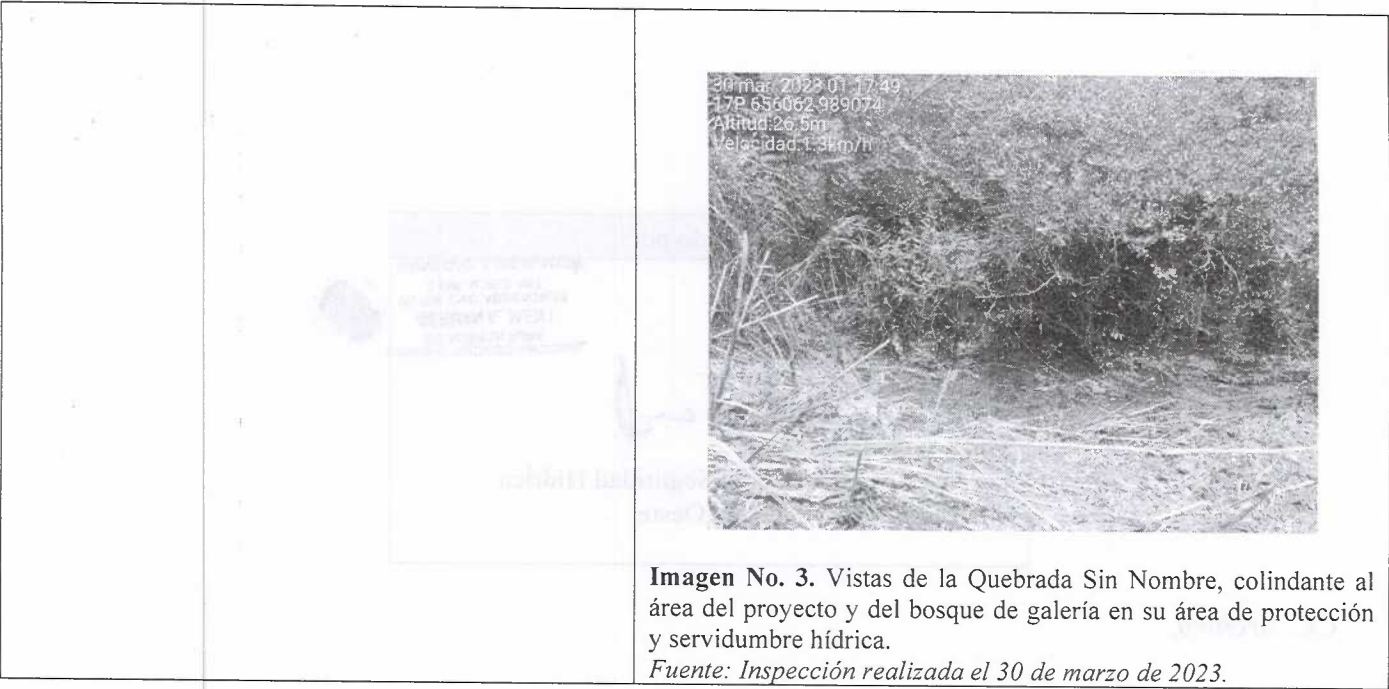 30 mar. 2023 01:17:49
17P 656062 989074
Altitud:26.5m
Velocidad:1.3km/h
Imagen No. 3. Vistas de la Quebrada Sin Nombre, colindante al
área del proyecto y del bosque de galería en su área de protección
y servidumbre hídrica.
Fuente: Inspección realizada el 30 de marzo de 2023.